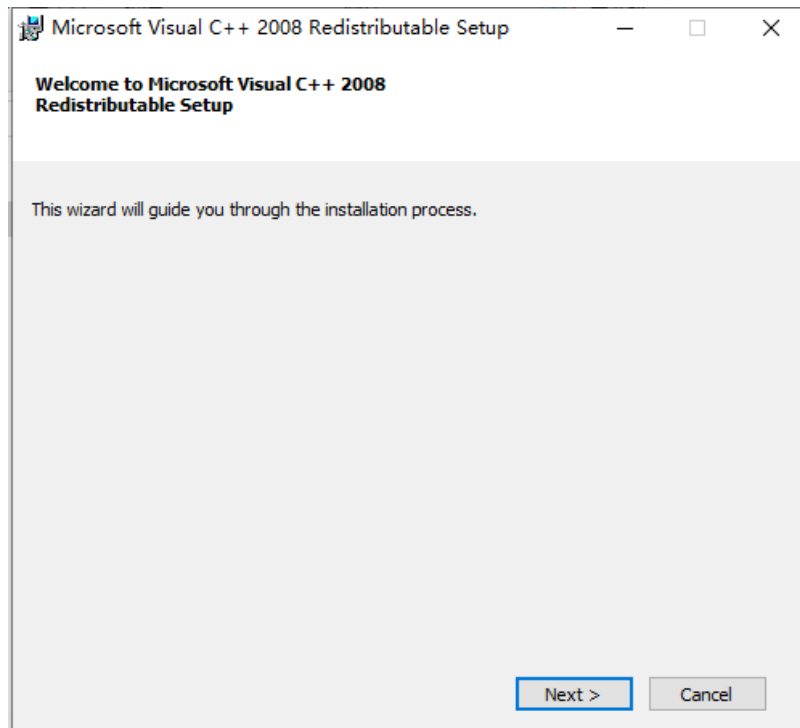 Microsoft Visual C++ 2008 Redistributable Setup
Welcome to Microsoft Visual C++ 2008
Redistributable Setup
This wizard will guide you through the installation process.
Next >
Cancel